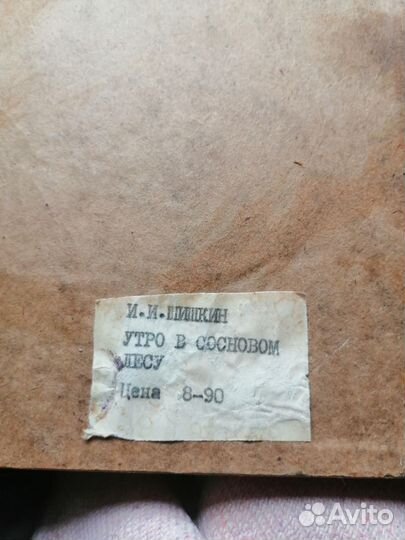 И.И.ШИШКИН
УТРО В СОСНОВОМ
ЛЕСУ
Цена 8-90
Avito